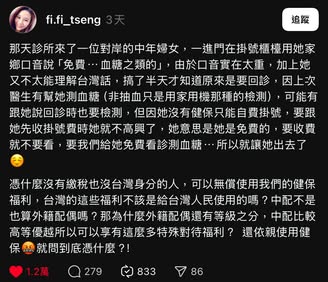 fi.fi_tseng 3天
追蹤
那天診所來了一位對岸的中年婦女，一進門在掛號櫃檯用她家
鄉口音說「免費⋯血糖之類的」，由於口音實在太重，加上她
又不太能理解台灣話，搞了半天才知道原來是要回診，因上次
醫生有幫她測血糖（非抽血只是用家用機那種的檢測），可能有
跟她說回診時也要檢測，但因她沒有健保只能自費掛號，要跟
她先收掛號費時她就不高興了，她意思是她是免費的，要收費
就不要看，要我們給她免費看診測血糖⋯所以就讓她出去了
☺️
憑什麼沒有繳稅也沒台灣身分的人，可以無償使用我們的健保
福利，台灣的這些福利不該是給台灣人民使用的嗎？中配不是
也算外籍配偶嗎？那為什麼外籍配偶還有等級之分，中配比較
高等優越所以可以享有這麼多特殊對待福利？ 還依親使用健
保🤬就問到底憑什麼？!
1.2萬 279 833 86